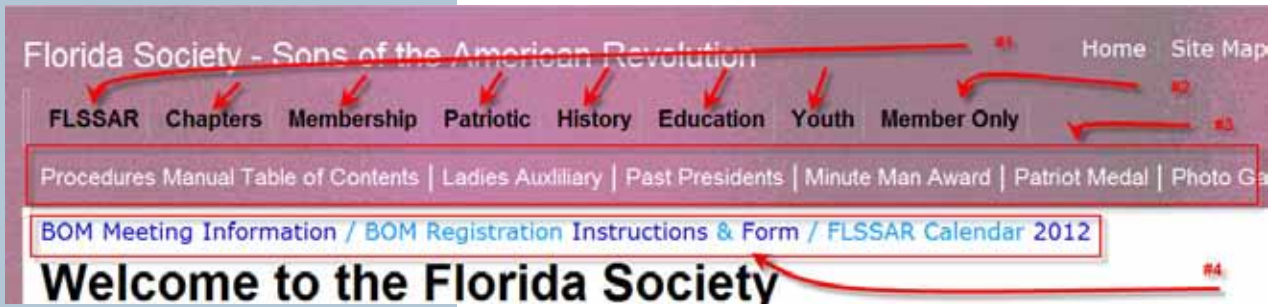 Florida Society - Sons of the American Revolution
#1
Home Site Map
#2
FLSSAR Chapters Membership Patriotic History Education Youth Member Only
#3
Procedures Manual Table of Contents | Ladies Auxliliary | Past Presidents | Minute Man Award | Patriot Medal | Photo Ga
BOM Meeting Information / BOM Registration Instructions & Form / FLSSAR Calendar 2012
Welcome to the Florida Society
#4